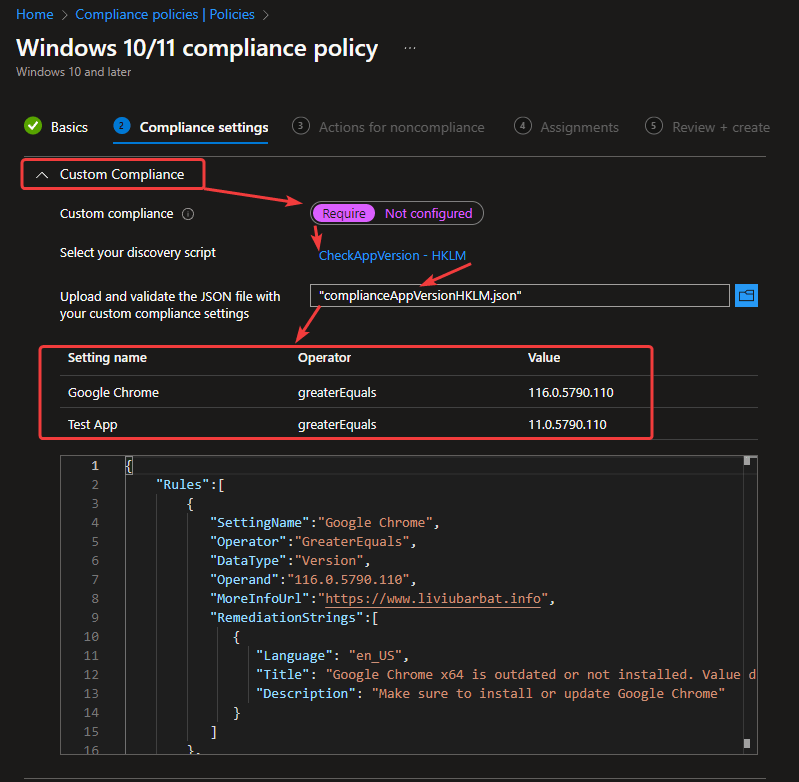 Home > Compliance policies | Policies >
Windows 10/11 compliance policy ...
Windows 10 and later
Basics 2 Compliance settings 3 Actions for noncompliance 4 Assignments 5 Review + create
Custom Compliance
Custom compliance Require Not configured
Select your discovery script CheckAppVersion - HKLM
Upload and validate the JSON file with "complianceAppVersionHKLM.json"
your custom compliance settings
Setting name Operator Value
Google Chrome greaterEquals 116.0.5790.110
Test App greaterEquals 11.0.5790.110
1 {
2 "Rules":[
3 {
4 "SettingName":"Google Chrome",
5 "Operator":"GreaterEquals",
6 "DataType":"Version",
7 "Operand":"116.0.5790.110",
8 "MoreInfoUrl":"https://www.liviubarbat.info",
9 "RemediationStrings":[
10 {
11 "Language": "en_US",
12 "Title": "Google Chrome x64 is outdated or not installed. Value d
13 "Description": "Make sure to install or update Google Chrome"
14 }
15 ]
16 },